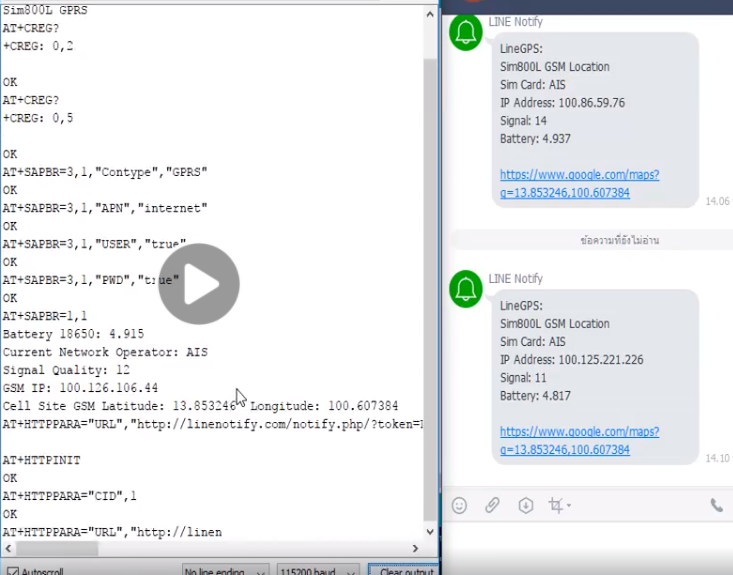 Sim800L GPRS
AT+CREG?
+CREG: 0,2
OK
AT+CREG?
+CREG: 0,5
OK
AT+SAPBR=3,1,"Contype","GPRS"
OK
AT+SAPBR=3,1,"APN","internet"
OK
AT+SAPBR=3,1,"USER","true"
OK
AT+SAPBR=3,1,"PWD","true"
OK
AT+SAPBR=1,1
Battery 18650: 4.915
Current Network Operator: AIS
Signal Quality: 12
GSM IP: 100.126.106.44
Cell Site GSM Latitude: 13.853246 Longitude: 100.607384
AT+HTTPPARA="URL","http://linenotify.com/notify.php/?token=
AT+HTTPINIT
OK
AT+HTTPPARA="CID",1
OK
AT+HTTPPARA="URL","http://linen
Autoscroll
No line ending
115200 baud
Clear output
LINE Notify
LineGPS:
Sim800L GSM Location
Sim Card: AIS
IP Address: 100.86.59.76
Signal: 14
Battery: 4.937
https://www.google.com/maps?
q=13.853246,100.607384
14.06
ข้อความที่ยังไม่อ่าน
LINE Notify
LineGPS:
Sim800L GSM Location
Sim Card: AIS
IP Address: 100.125.221.226
Signal: 11
Battery: 4.817
https://www.google.com/maps?
q=13.853246,100.607384
14.10